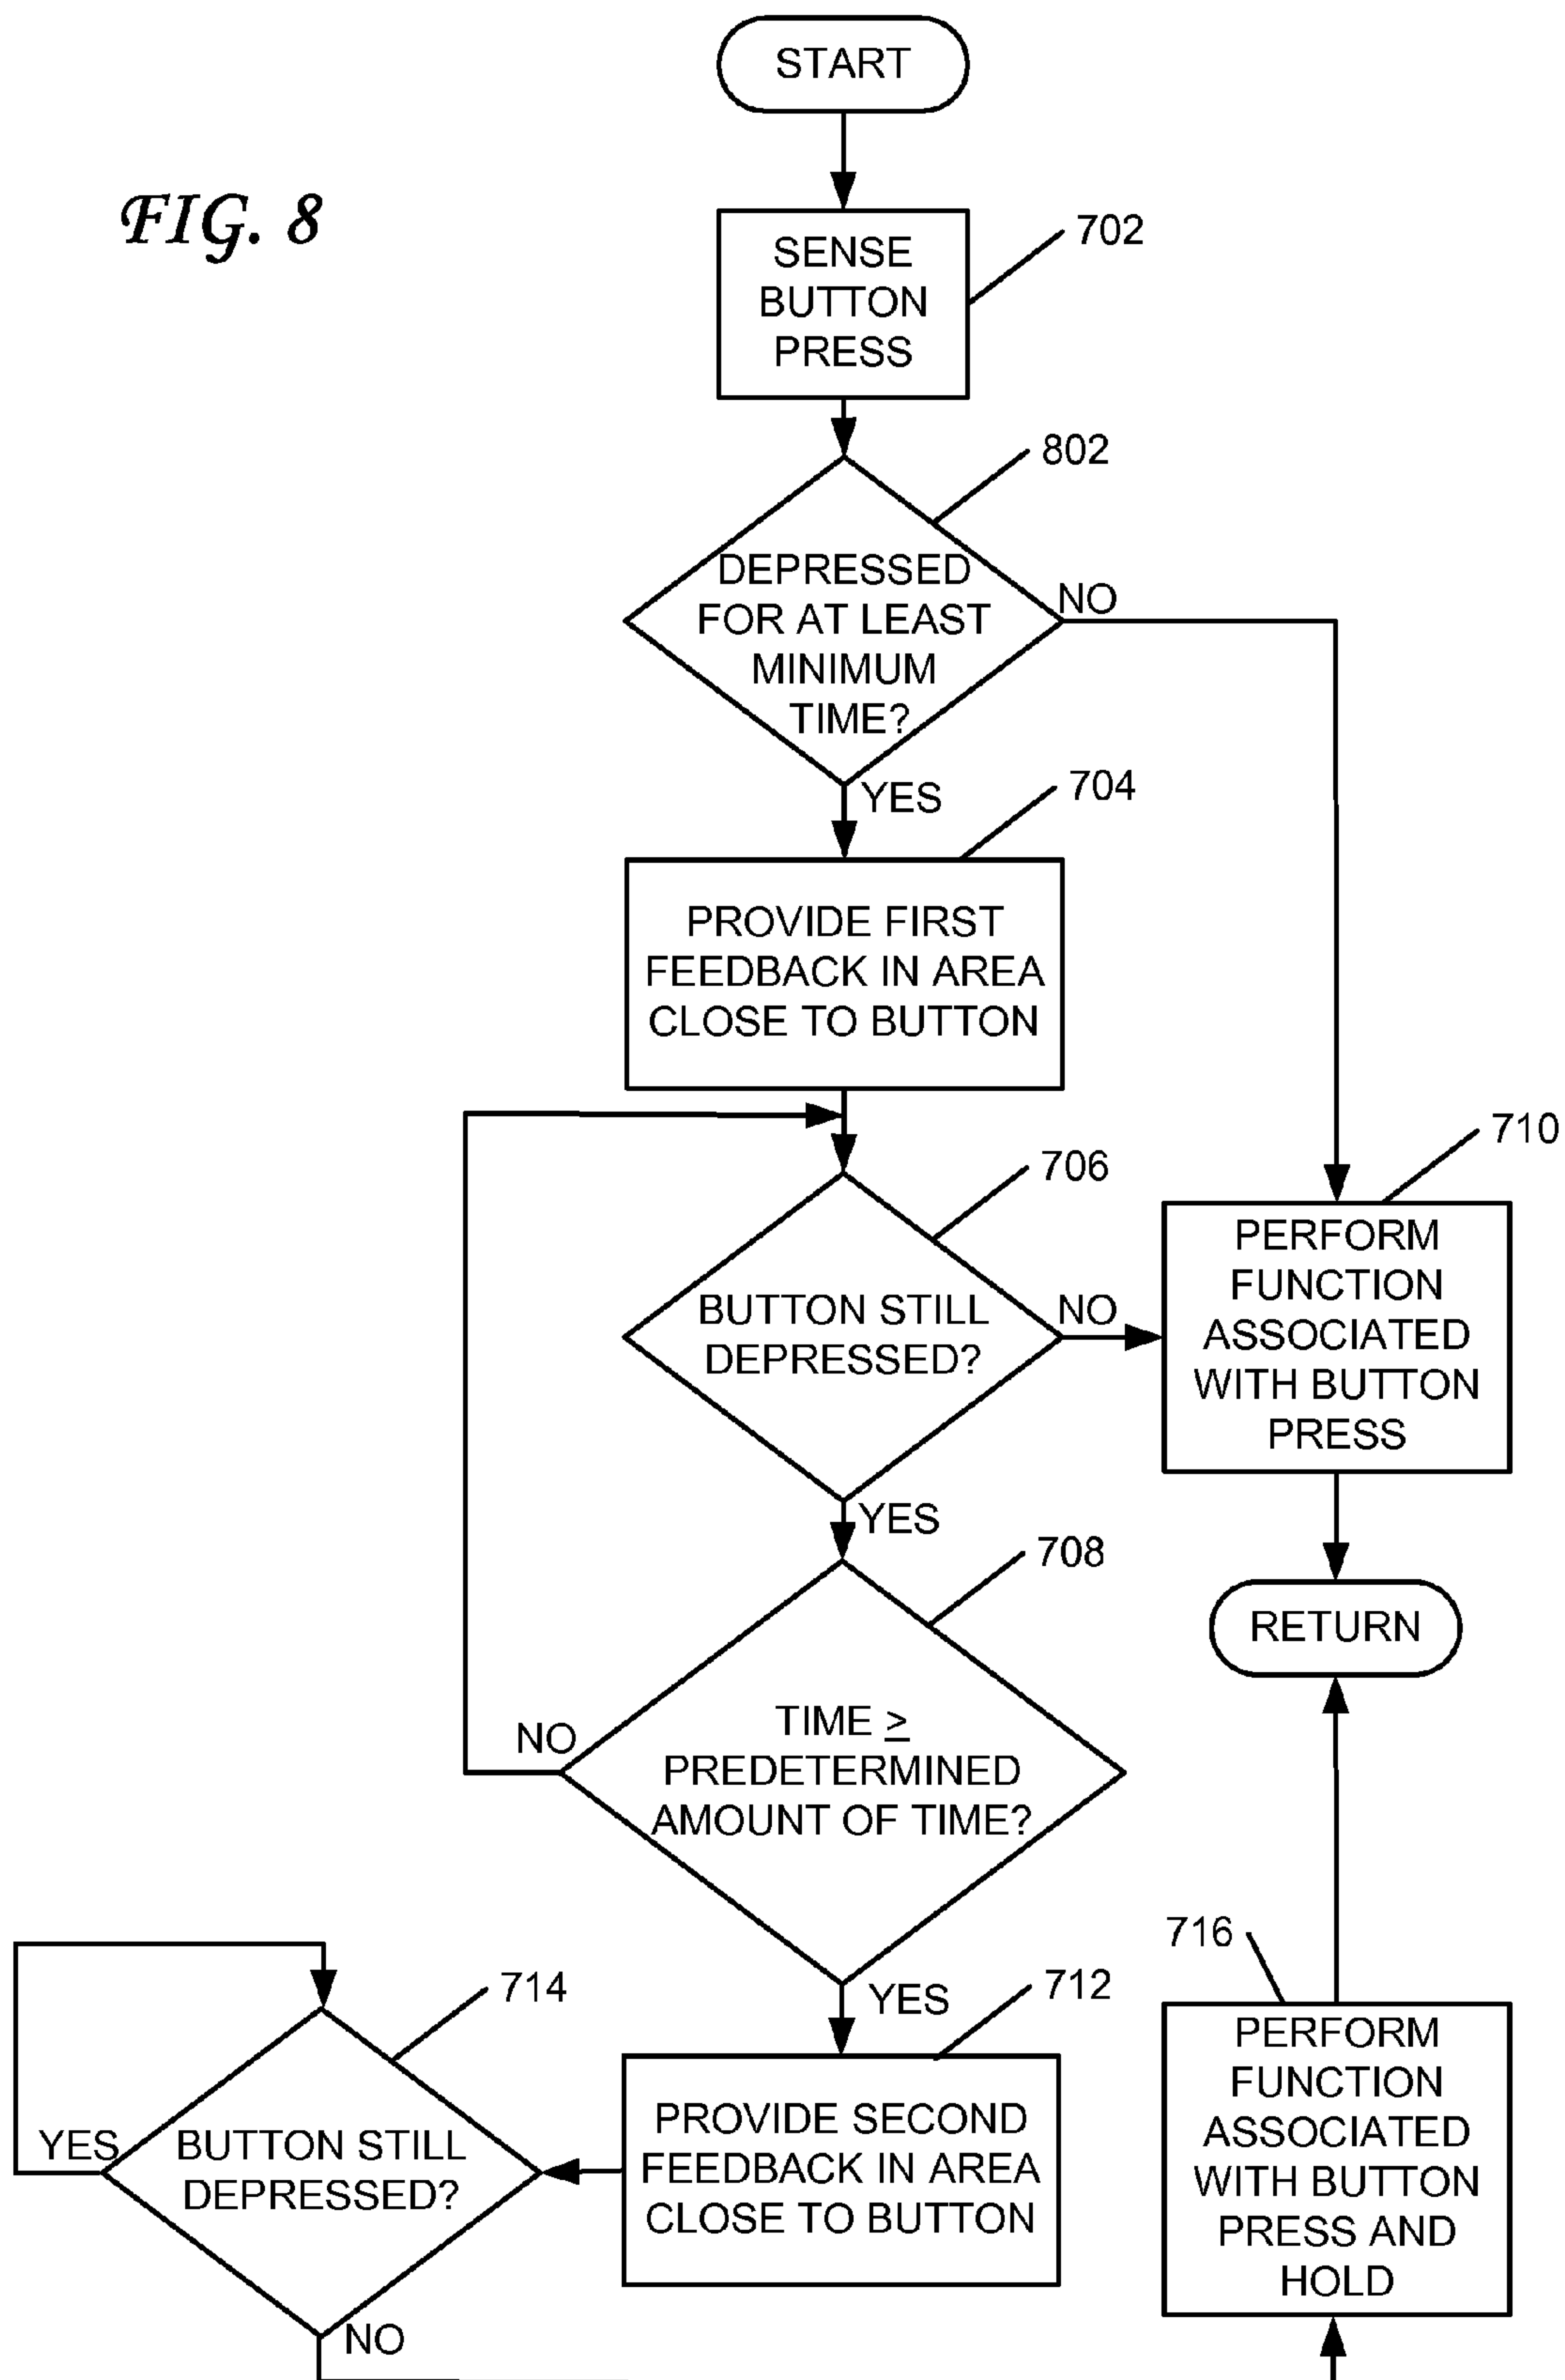 START
FIG. 8
SENSE
BUTTON
PRESS
702
802
DEPRESSED
FOR AT LEAST
MINIMUM
TIME?
NO
YES
704
PROVIDE FIRST
FEEDBACK IN AREA
CLOSE TO BUTTON
706
BUTTON STILL
DEPRESSED?
NO
710
PERFORM
FUNCTION
ASSOCIATED
WITH BUTTON
PRESS
YES
708
RETURN
TIME ≥
PREDETERMINED
AMOUNT OF TIME?
NO
YES
712
PROVIDE SECOND
FEEDBACK IN AREA
CLOSE TO BUTTON
714
BUTTON STILL
DEPRESSED?
YES
NO
716
PERFORM
FUNCTION
ASSOCIATED
WITH BUTTON
PRESS AND
HOLD